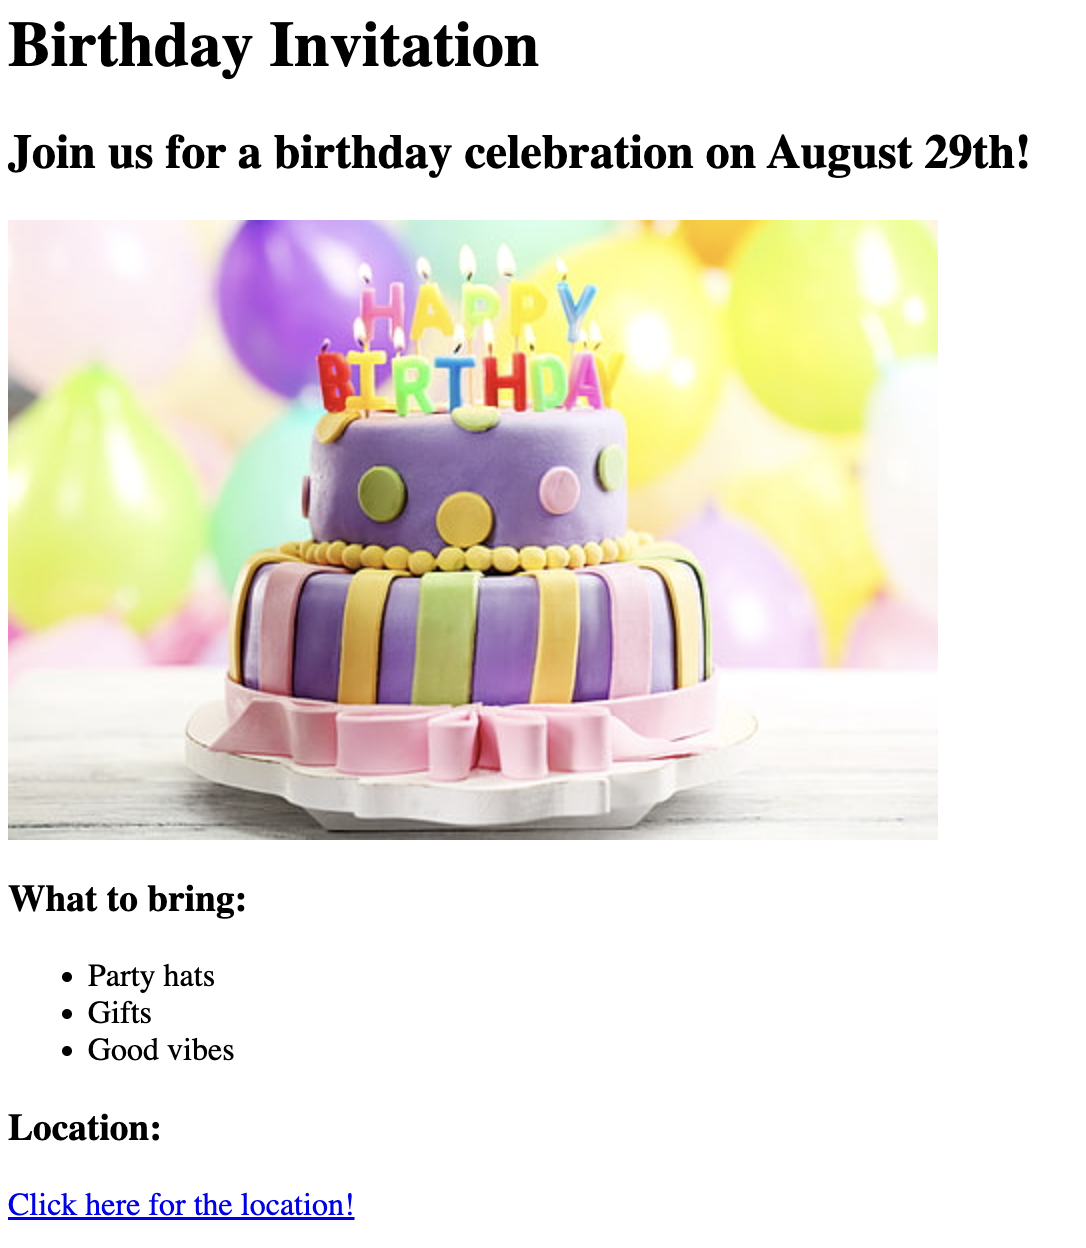 Birthday Invitation
Join us for a birthday celebration on August 29th!
HAPPY
BIRTHDAY
What to bring:
• Party hats
• Gifts
• Good vibes
Location:
Click here for the location!